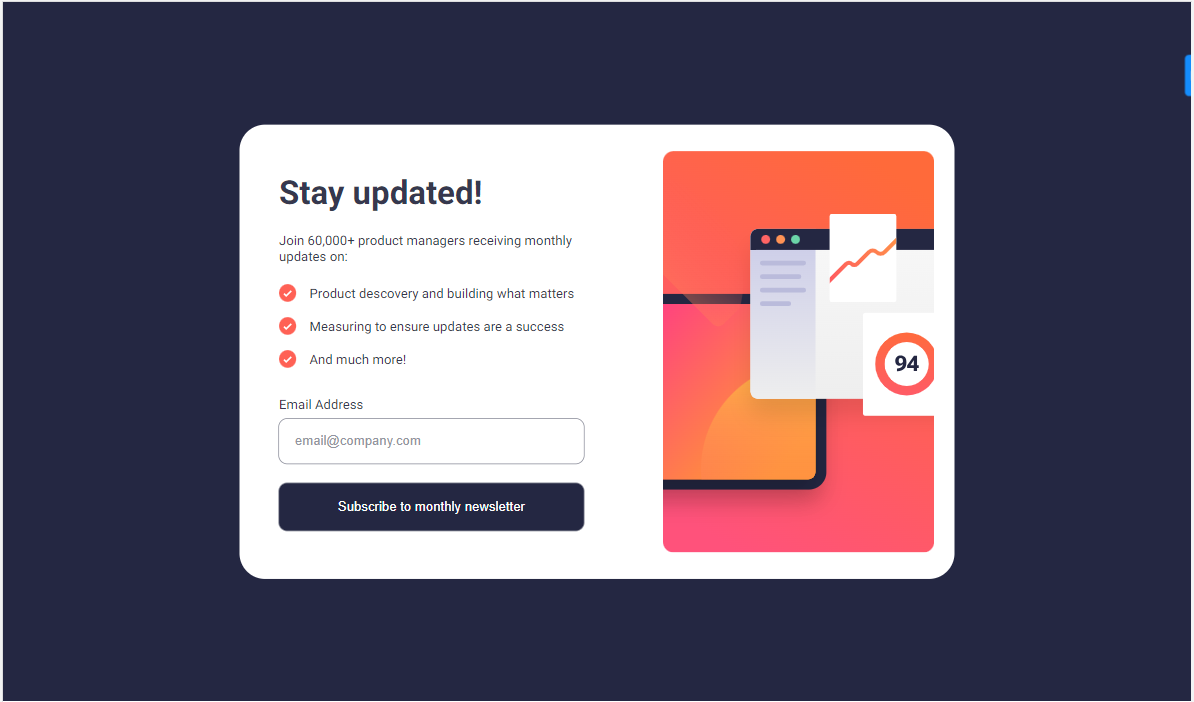 Stay updated!
Join 60,000+ product managers receiving monthly
updates on:
Product descovery and building what matters
Measuring to ensure updates are a success
And much more!
Email Address
email@company.com
Subscribe to monthly newsletter
94